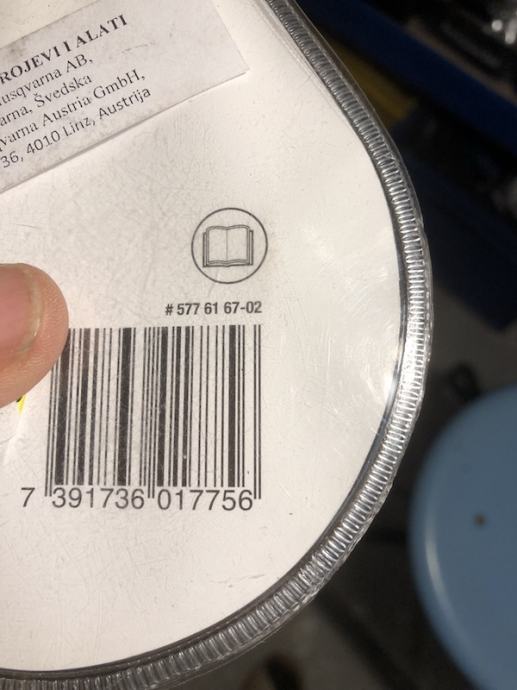 ROJEVI I ALATI
usqvarna AB,
arna, Švedska
varna Austria GmbH,
36, 4010 Linz, Austrija
# 577 61 67-02
7 391736 017756